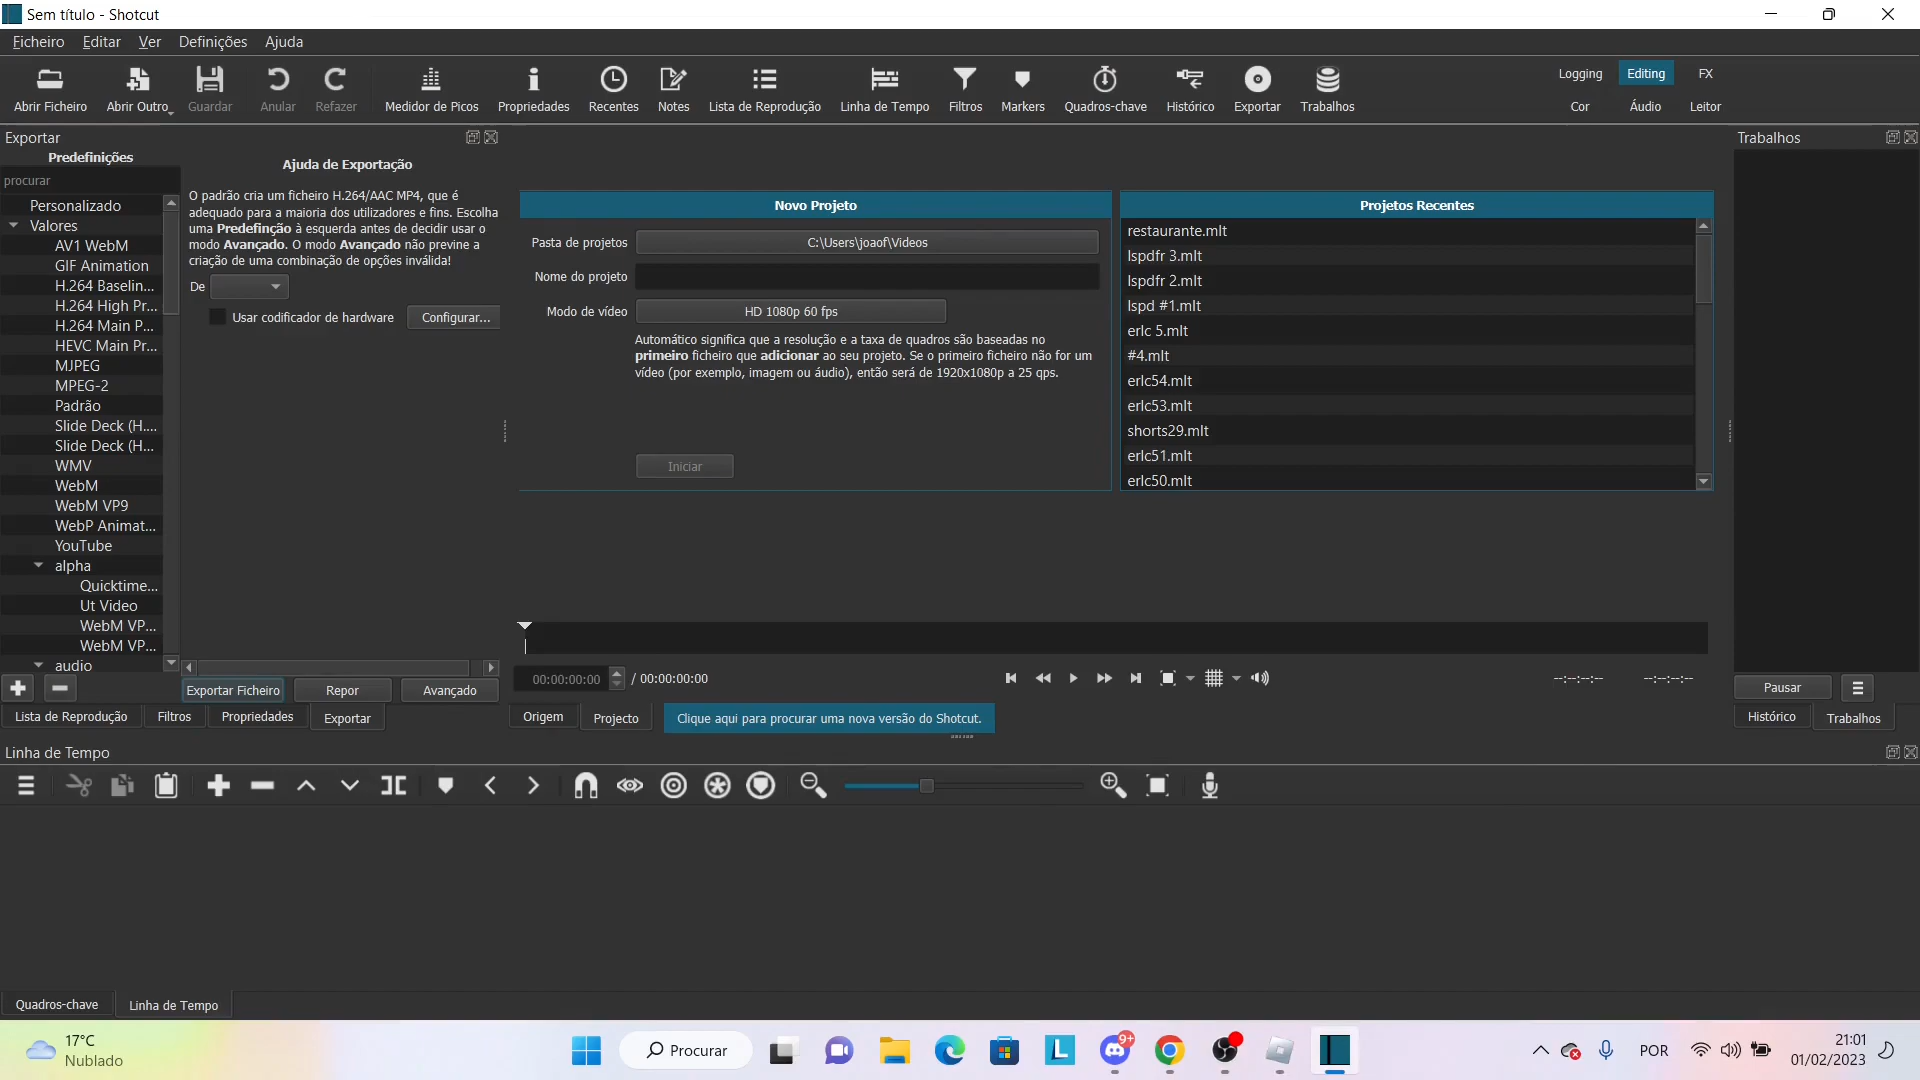 Sem título - Shotcut
Ficheiro Editar Ver Definições Ajuda
Abrir Ficheiro Abrir Outro Guardar Anular Refazer Medidor de Picos Propriedades Recentes Notes Lista de Reprodução Linha de Tempo Filtros Markers Quadros-chave Histórico Exportar Trabalhos
Logging Editing FX
Cor Áudio Leitor
Exportar
Predefinições
procurar
Personalizado
Valores
AV1 WebM
GIF Animation
H.264 Baselin...
H.264 High Pr...
H.264 Main P...
HEVC Main Pr...
MJPEG
MPEG-2
Padrão
Slide Deck (H....
Slide Deck (H...
WMV
WebM
WebM VP9
WebP Animat...
YouTube
alpha
Quicktime...
Ut Video
WebM VP...
WebM VP...
audio
Ajuda de Exportação
O padrão cria um ficheiro H.264/AAC MP4, que é
adequado para a maioria dos utilizadores e fins. Escolha
uma Predefinção à esquerda antes de decidir usar o
modo Avançado. O modo Avançado não previne a
criação de uma combinação de opções inválida!
De
Usar codificador de hardware Configurar...
Exportar Ficheiro Repor Avançado
Lista de Reprodução Filtros Propriedades Exportar
Novo Projeto
Pasta de projetos C:\Users\joaof\Videos
Nome do projeto
Modo de vídeo HD 1080p 60 fps
Automático significa que a resolução e a taxa de quadros são baseadas no
primeiro ficheiro que adicionar ao seu projeto. Se o primeiro ficheiro não for um
vídeo (por exemplo, imagem ou áudio), então será de 1920x1080p a 25 qps.
Iniciar
Projetos Recentes
restaurante.mlt
lspdfr 3.mlt
lspdfr 2.mlt
lspd #1.mlt
erlc 5.mlt
#4.mlt
erlc54.mlt
erlc53.mlt
shorts29.mlt
erlc51.mlt
erlc50.mlt
00:00:00:00 / 00:00:00:00 --:--:--:-- --:--:--:--
Origem Projecto Clique aqui para procurar uma nova versão do Shotcut.
Trabalhos
Pausar
Histórico Trabalhos
Linha de Tempo
Quadros-chave Linha de Tempo
17°C
Nublado
Procurar
L
9+
POR
21:01
01/02/2023